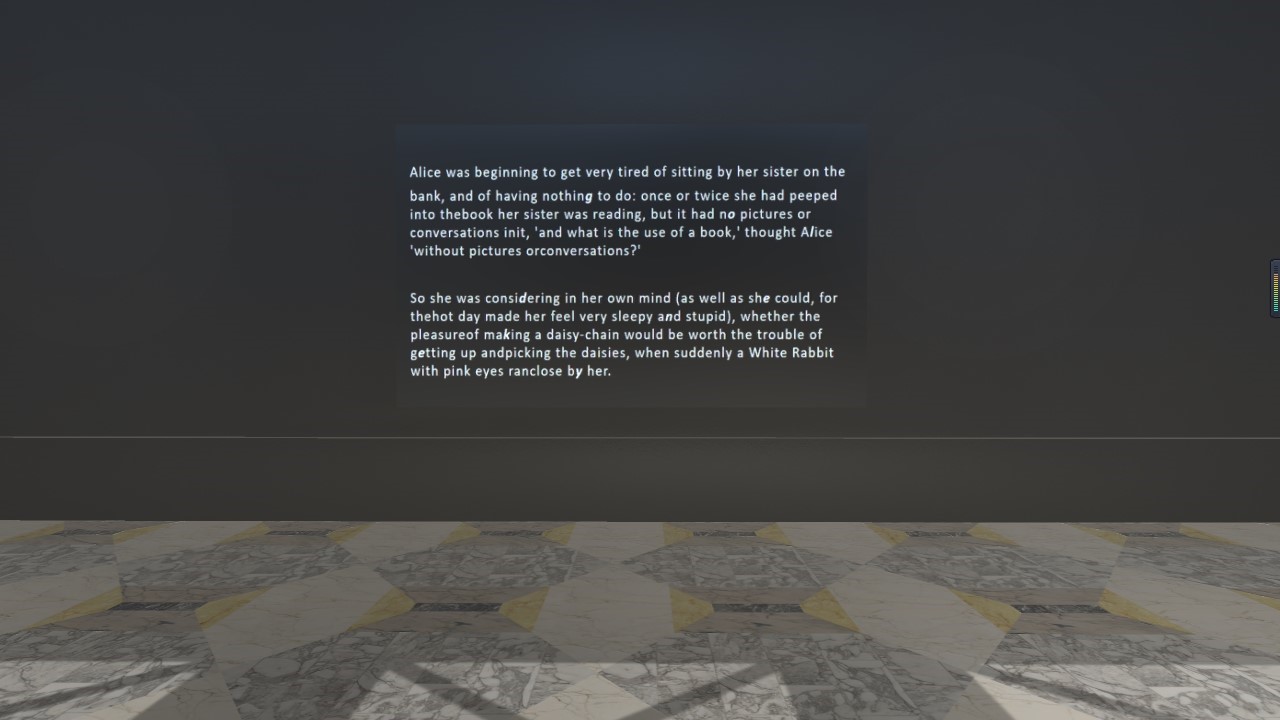 Alice was beginning to get very tired of sitting by her sister on the
bank, and of having nothing to do: once or twice she had peeped
into thebook her sister was reading, but it had no pictures or
conversations init, 'and what is the use of a book,' thought Alice
'without pictures orconversations?'
So she was considering in her own mind (as well as she could, for
thehot day made her feel very sleepy and stupid), whether the
pleasureof making a daisy-chain would be worth the trouble of
getting up andpicking the daisies, when suddenly a White Rabbit
with pink eyes ranclose by her.